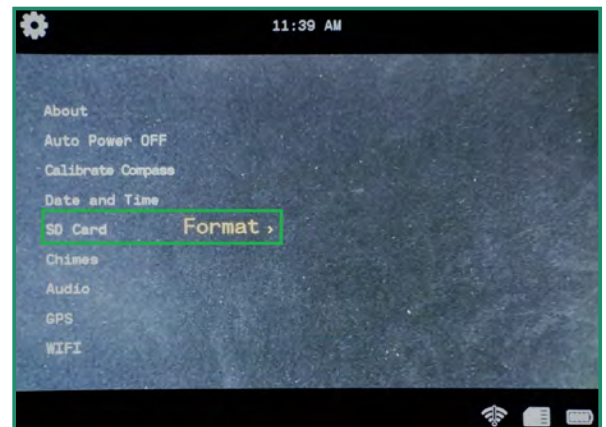 11:39 AM
About
Auto Power OFF
Calibrate Compass
Date and Time
SD Card Format ›
Chimes
Audio
GPS
WIFI